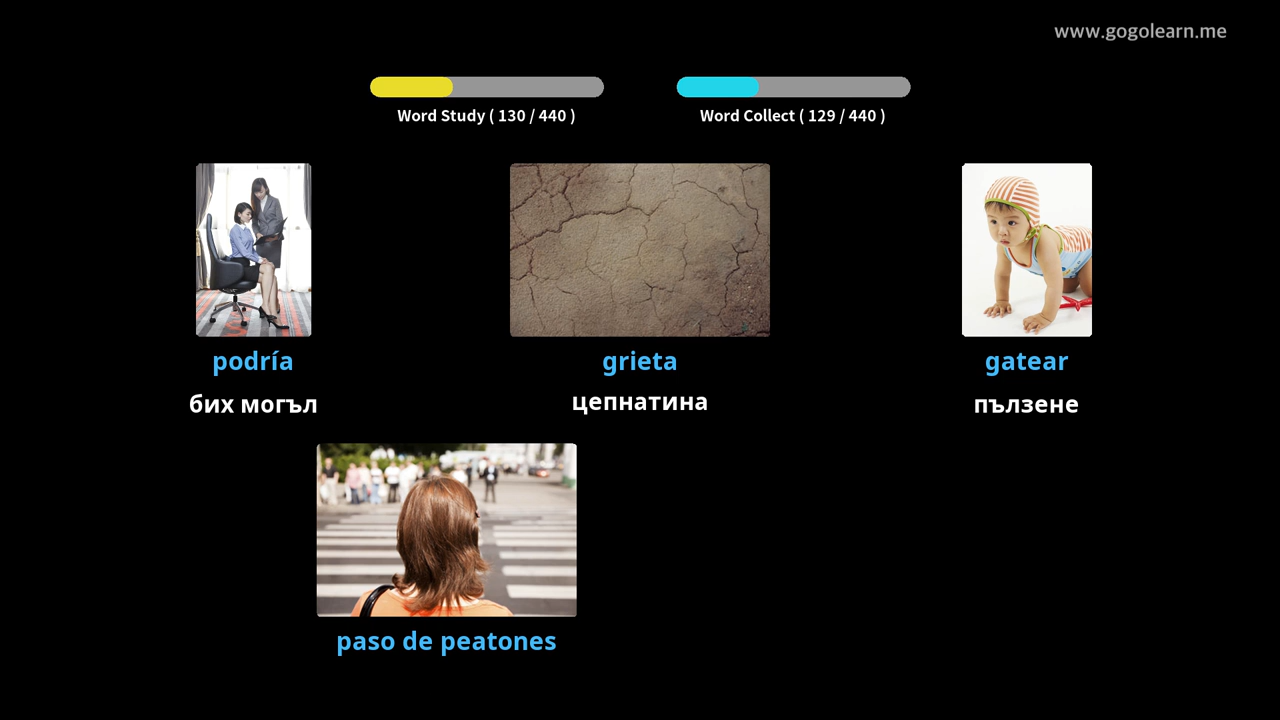 www.gogolearn.me
Word Study ( 130 / 440 )
Word Collect ( 129 / 440 )
podría
grieta
gatear
бих могъл
цепнатина
пълзене
paso de peatones